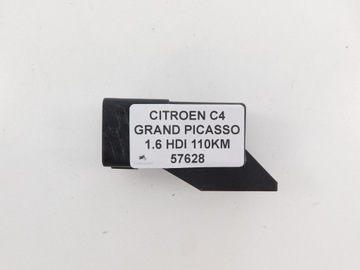 CITROEN C4
GRAND PICASSO
1.6 HDI 110KM
57628